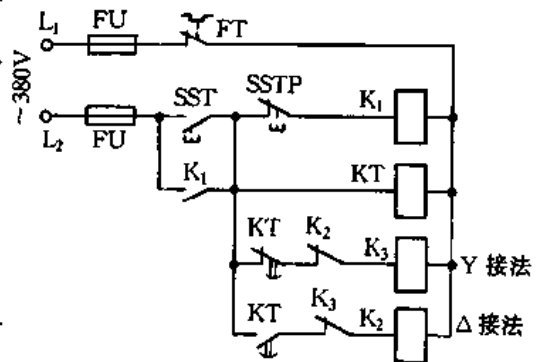 L₁
FU
FT
~380V
L₂
FU
SST
SSTP
K₁
K₁
KT
KT
K₂
K₃
Y 接法
KT
K₃
K₂
Δ 接法